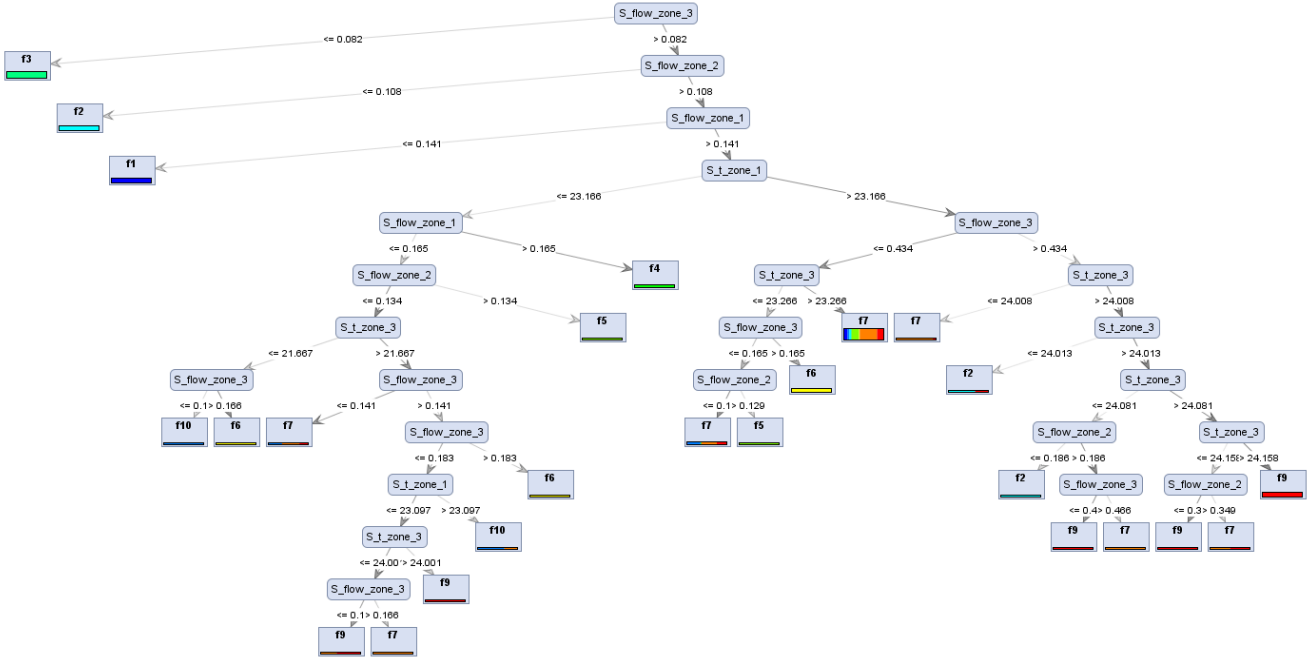 S_flow_zone_3
<= 0.082 > 0.082
f3 S_flow_zone_2
<= 0.108 > 0.108
f2 S_flow_zone_1
<= 0.141 > 0.141
f1 S_t_zone_1
<= 23.166 > 23.166
S_flow_zone_1 S_flow_zone_3
<= 0.165 > 0.165 <= 0.434 > 0.434
S_flow_zone_2 f4 S_t_zone_3 S_t_zone_3
<= 0.134 > 0.134 <= 23.266 > 23.266 <= 24.008 > 24.008
S_t_zone_3 f5 S_flow_zone_3 f7 f7 S_t_zone_3
<= 21.667 > 21.667 <= 0.165 > 0.165 <= 24.013 > 24.013
S_flow_zone_3 S_flow_zone_3 S_flow_zone_2 f6 f2 S_t_zone_3
<= 0.1 > 0.166 <= 0.141 > 0.141 <= 0.1 > 0.129 <= 24.081 > 24.081
f10 f6 f7 S_flow_zone_3 f7 f5 S_flow_zone_2 S_t_zone_3
<= 0.183 > 0.183 <= 0.186 > 0.186 <= 24.158 > 24.158
S_t_zone_1 f6 f2 S_flow_zone_3 S_flow_zone_2 f9
<= 23.097 > 23.097 <= 0.4 > 0.466 <= 0.3 > 0.349
S_t_zone_3 f10 f9 f7 f9 f7
<= 24.00 > 24.001
S_flow_zone_3 f9
<= 0.1 > 0.166
f9 f7